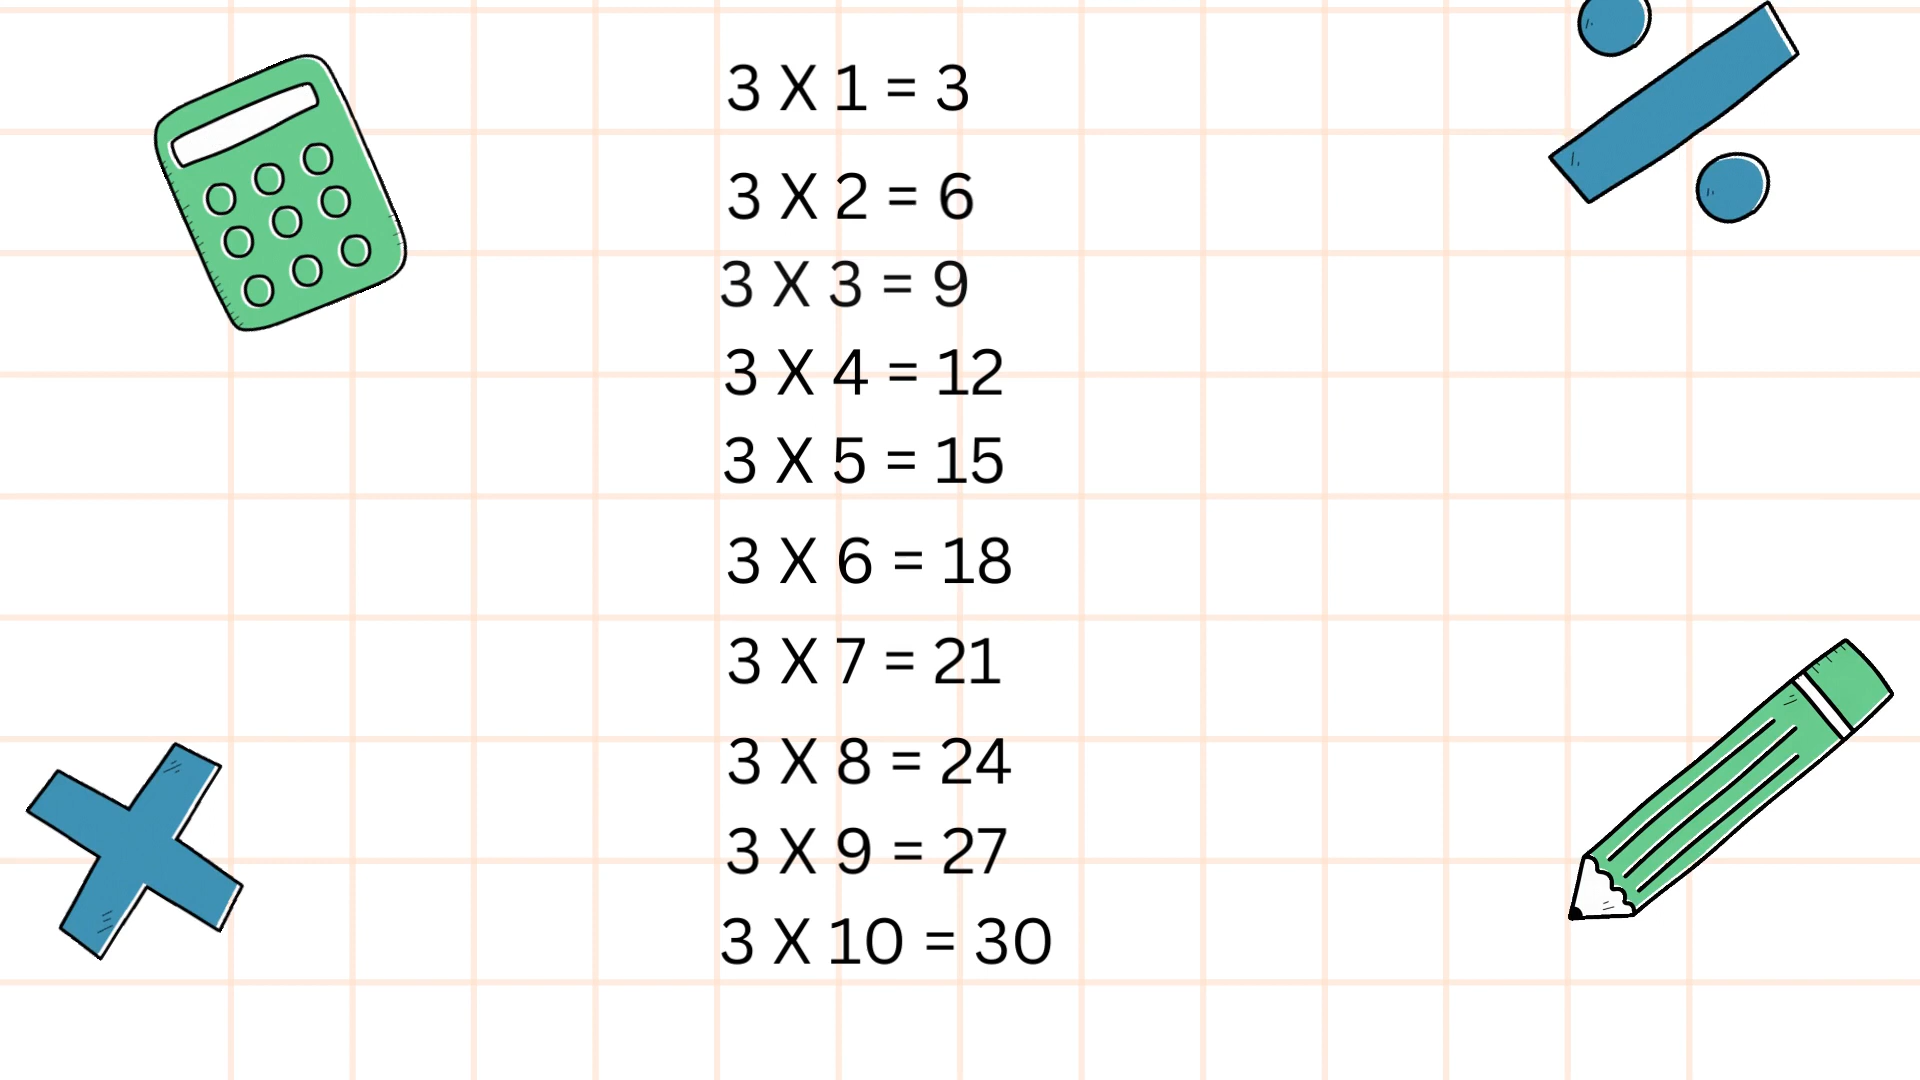 3 X 1 = 3
3 X 2 = 6
3 X 3 = 9
3 X 4 = 12
3 X 5 = 15
3 X 6 = 18
3 X 7 = 21
3 X 8 = 24
3 X 9 = 27
3 X 10 = 30